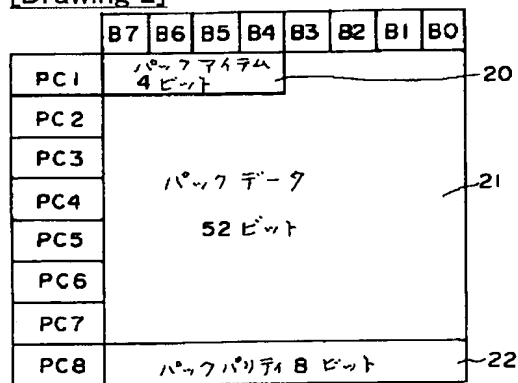 [Drawing 2]
B7 B6 B5 B4 B3 B2 B1 B0
PC1 パックアイテム 20
4ビット
PC2
PC3
パックデータ 21
PC4
52ビット
PC5
PC6
PC7
PC8 パックパリティ8ビット 22